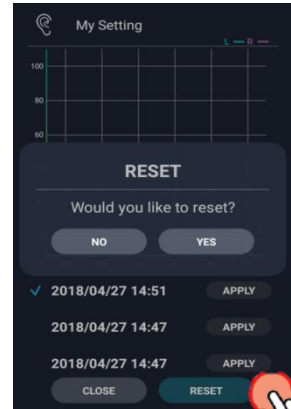 My Setting
L R
100
80
60
RESET
Would you like to reset?
NO YES
2018/04/27 14:51 APPLY
2018/04/27 14:47 APPLY
2018/04/27 14:47 APPLY
CLOSE RESET